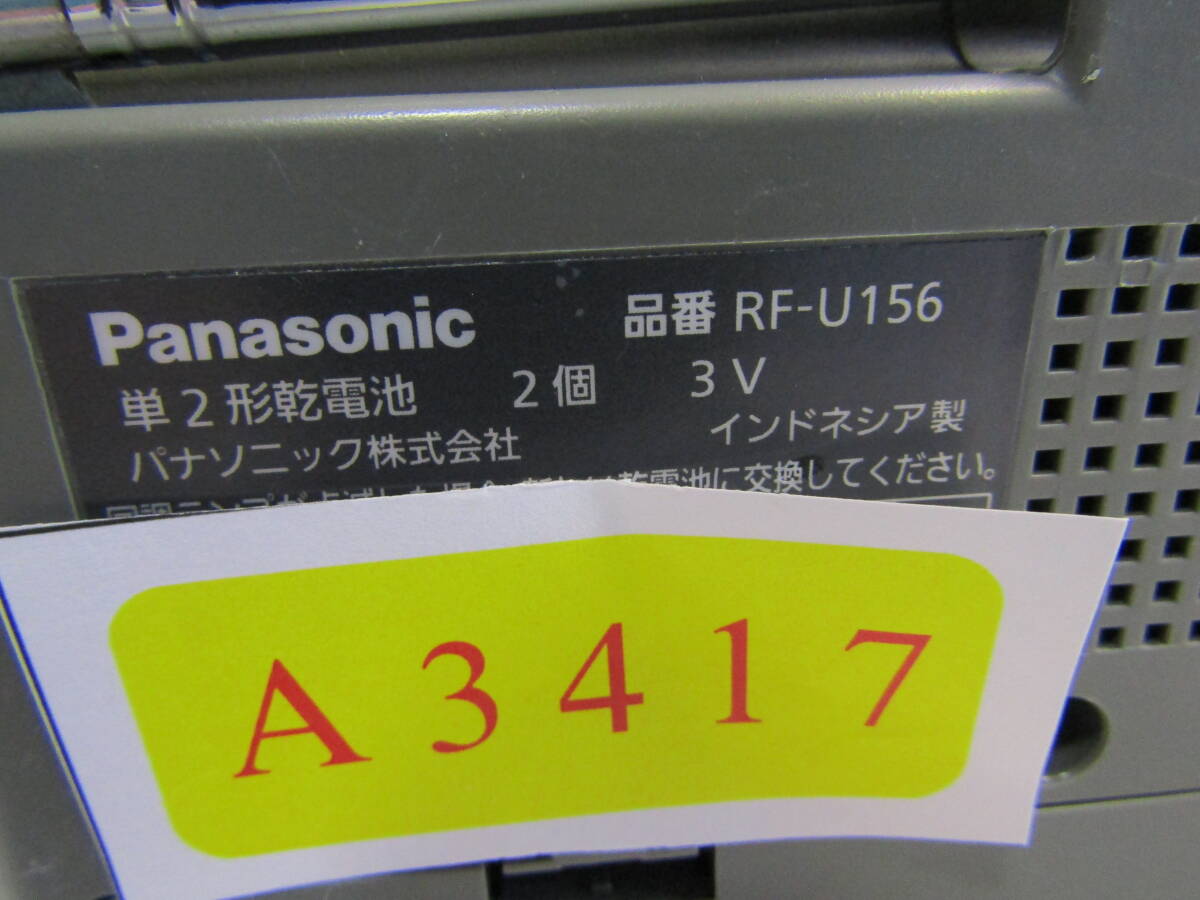 Panasonic 品番 RF-U156
単2形乾電池 2個 3V
パナソニック株式会社 インドネシア製
乾電池に交換してください。
A3417